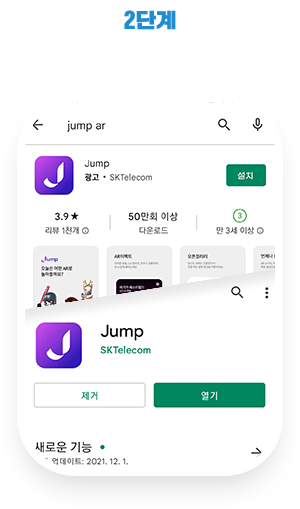 2단계
jump ar
Jump
광고 • SKTelecom
설치
3.9★
50만회 이상
3
리뷰 1천개
다운로드
만 3세 이상
Jump
오늘은 어떤 AR로
놀아볼까요?
AR이펙트
오픈갤러리
Jump
SKTelecom
제거
열기
새로운 기능 •
업데이트: 2021. 12. 1.